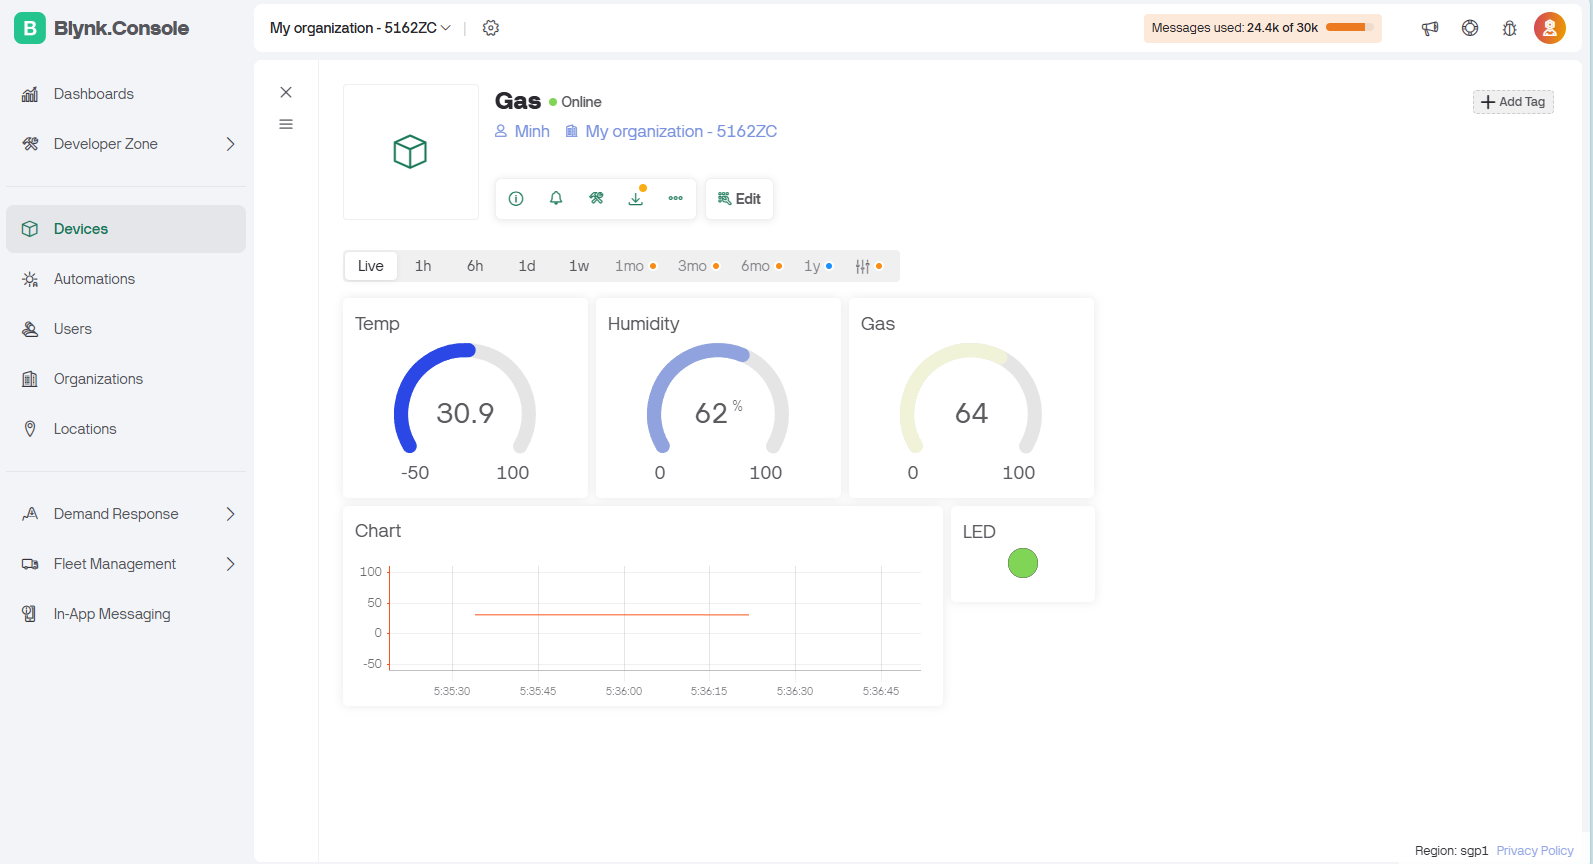 B Blynk.Console
My organization - 5162ZC
Messages used: 24.4k of 30k
Dashboards
Developer Zone
Devices
Automations
Users
Organizations
Locations
Demand Response
Fleet Management
In-App Messaging
Gas Online
Minh My organization - 5162ZC
Add Tag
Edit
Live 1h 6h 1d 1w 1mo 3mo 6mo 1y
Temp
30.9
-50 100
Humidity
62 %
0 100
Gas
64
0 100
Chart
100
50
0
-50
5:35:30 5:35:45 5:36:00 5:36:15 5:36:30 5:36:45
LED
Region: sgp1 Privacy Policy